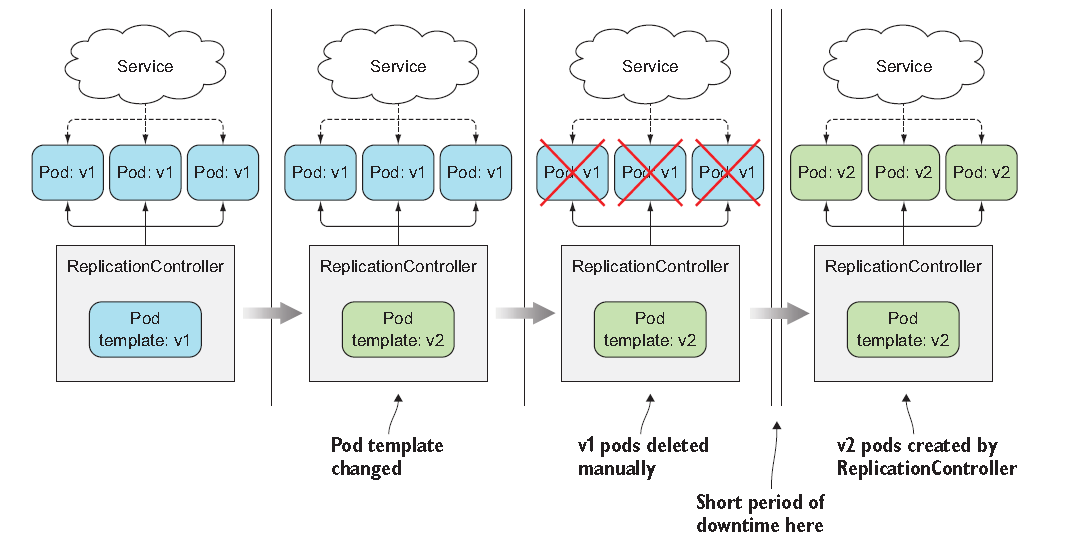 Service
Pod: v1
Pod: v1
Pod: v1
ReplicationController
Pod
template: v1
Service
Pod: v1
Pod: v1
Pod: v1
ReplicationController
Pod
template: v2
Pod template
changed
Service
Pod: v1
Pod: v1
Pod: v1
ReplicationController
Pod
template: v2
v1 pods deleted
manually
Short period of
downtime here
Service
Pod: v2
Pod: v2
Pod: v2
ReplicationController
Pod
template: v2
v2 pods created by
ReplicationController